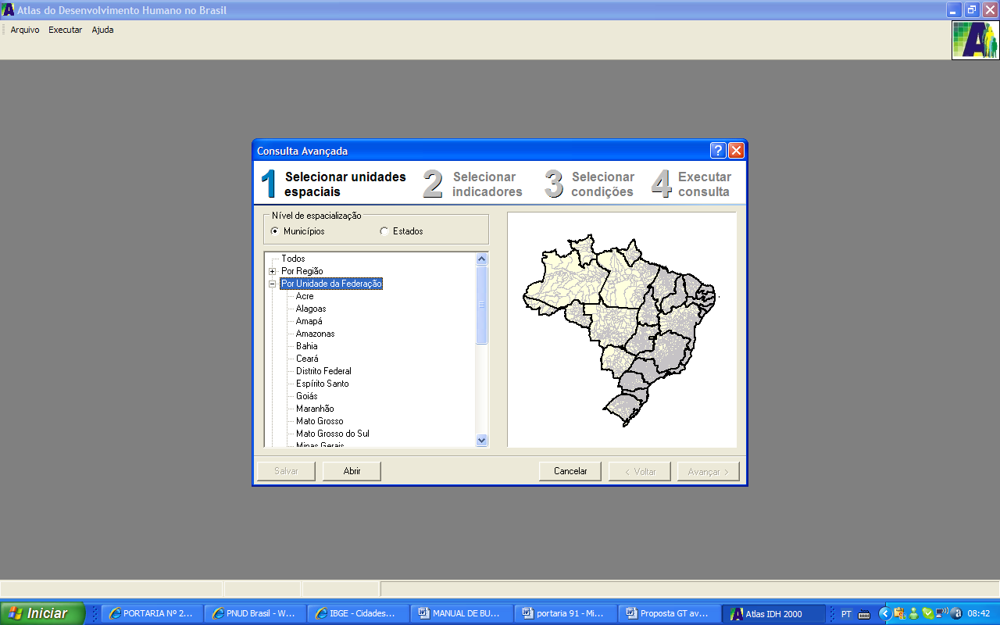 Atlas do Desenvolvimento Humano no Brasil
Arquivo Executar Ajuda
A
Consulta Avançada
1 Selecionar unidades espaciais
2 Selecionar indicadores
3 Selecionar condições
4 Executar consulta
Nível de espacialização
Municípios Estados
Todos
Por Região
Por Unidade da Federação
Acre
Alagoas
Amapá
Amazonas
Bahia
Ceará
Distrito Federal
Espírito Santo
Goiás
Maranhão
Mato Grosso
Mato Grosso do Sul
Minas Gerais
Salvar Abrir Cancelar < Voltar Avançar >
Iniciar PORTARIA Nº 2... PNUD Brasil - W... IBGE - Cidades... MANUAL DE BU... portaria 91 - Mi... Proposta GT av... Atlas IDH 2000 PT 08:42